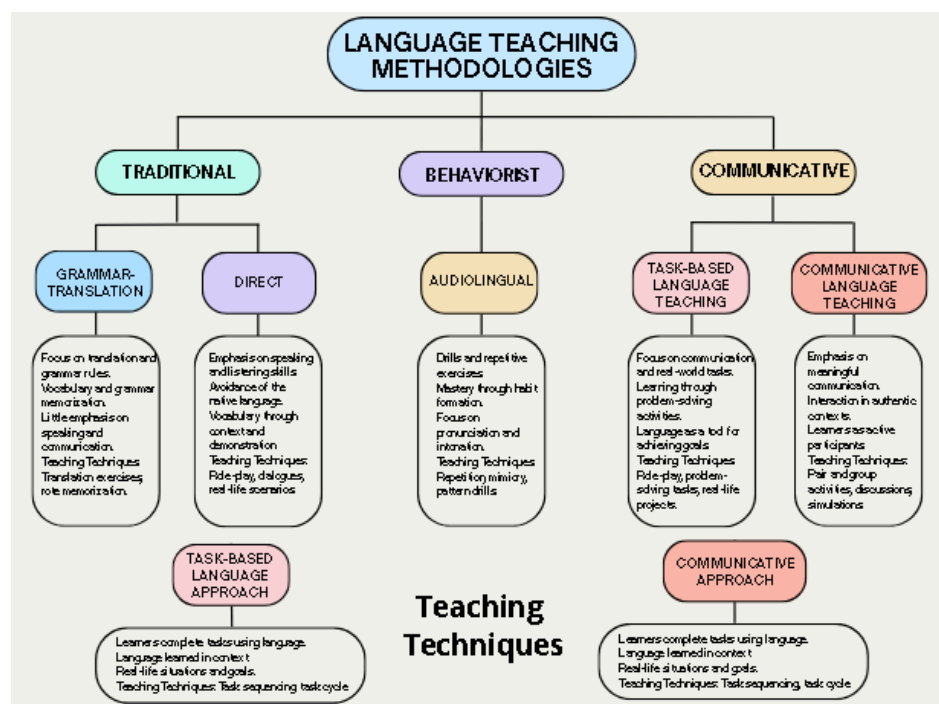 LANGUAGE TEACHING
METHODOLOGIES
TRADITIONAL
BEHAVIORIST
COMMUNICATIVE
GRAMMAR-
TRANSLATION
DIRECT
AUDIOLINGUAL
TASK-BASED
LANGUAGE
TEACHING
COMMUNICATIVE
LANGUAGE
TEACHING
Focus on translation and
grammar rules.
Vocabulary and grammar
memorization.
Little emphasis on
speaking and
communication.
Teaching Techniques:
Translation exercises,
rote memorization.
Emphasis on speaking
and listering skills.
Avoidance of the
native language.
Vocabulary through
context and
demonstration
Teaching Techniques:
Role-play, dialogues,
real-life scenarios
Drills and repetitive
exercises.
Mastery through habit
formation.
Focus on
pronunciation and
intonation.
Teaching Techniques
Repetition, mimicry,
pattern drills.
Focus on communication
and real-world tasks.
Learning through
problem-solving
activities.
Language as a tool for
achieving goals.
Teaching Techniques
Role-play, problem-
solving tasks, real-life
projects.
Emphasis on
meaningful
communication.
Interaction in authentic
contexts.
Learners as active
participants
Teaching Techniques:
Pair and group
activities, discussions,
simulations
TASK-BASED
LANGUAGE
APPROACH
Learners complete tasks using language.
Language learned in context
Real-life situations and goals.
Teaching Techniques: Task sequencing, task cycle
Teaching
Techniques
COMMUNICATIVE
APPROACH
Learners complete tasks using language.
Language learned in context
Real-life situations and goals.
Teaching Techniques: Task sequencing, task cycle